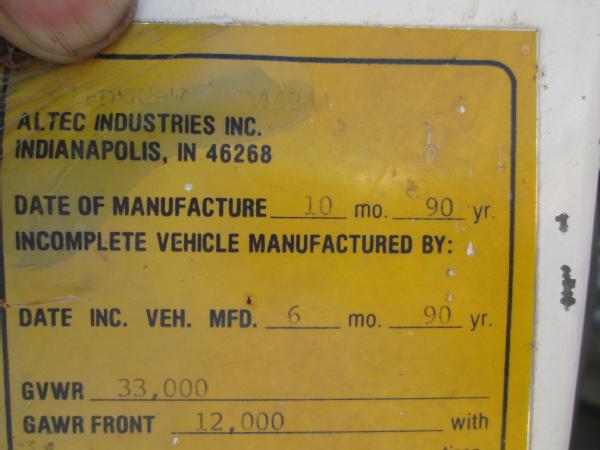 ALTEC INDUSTRIES INC.
INDIANAPOLIS, IN 46268
DATE OF MANUFACTURE 10 mo. 90 yr.
INCOMPLETE VEHICLE MANUFACTURED BY:
DATE INC. VEH. MFD. 6 mo. 90 yr.
GVWR 33,000
GAWR FRONT 12,000 with